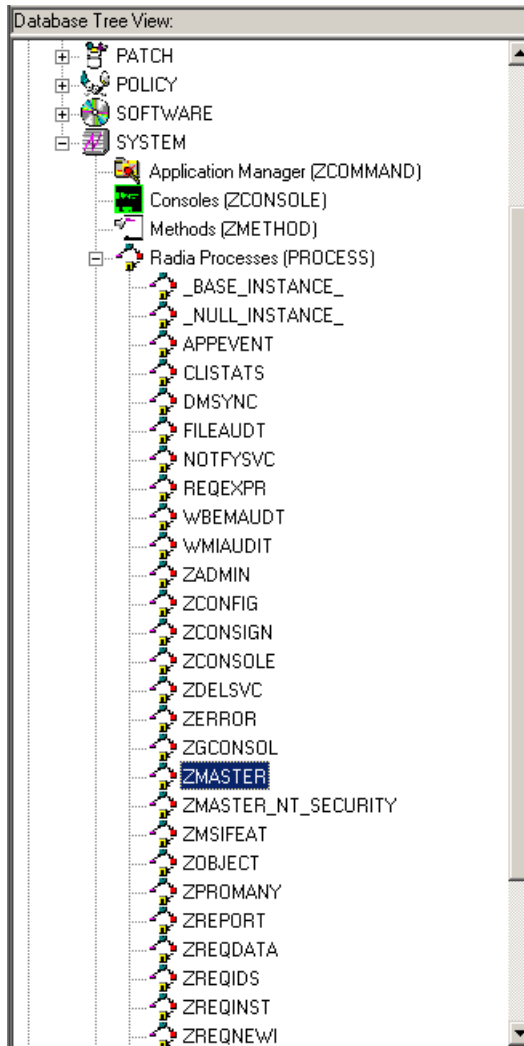 Database Tree View:
PATCH
POLICY
SOFTWARE
SYSTEM
Application Manager (ZCOMMAND)
Consoles (ZCONSOLE)
Methods (ZMETHOD)
Radia Processes (PROCESS)
_BASE_INSTANCE_
_NULL_INSTANCE_
APPEVENT
CLISTATS
DMSYNC
FILEAUDT
NOTFYSVC
REQEXPR
WBEMAUDT
WMIAUDIT
ZADMIN
ZCONFIG
ZCONSIGN
ZCONSOLE
ZDELSVC
ZERROR
ZGCONSOL
ZMASTER
ZMASTER_NT_SECURITY
ZMSIFEAT
ZOBJECT
ZPROMANY
ZREPORT
ZREQDATA
ZREQIDS
ZREQINST
ZREQNEWI